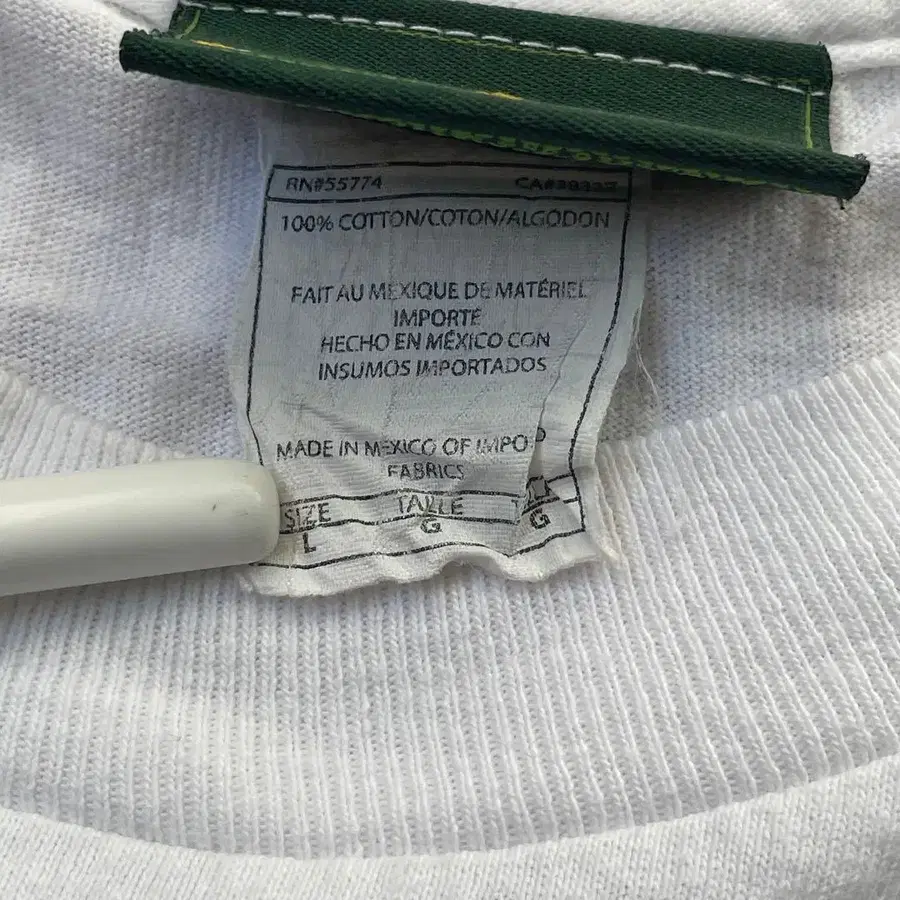 RN#55774
100% COTTON/COTON/ALGODON
FAIT AU MEXIQUE DE MATÉRIEL
IMPORTÉ
HECHO EN MÉXICO CON
INSUMOS IMPORTADOS
MADE IN MEXICO OF IMPO
FABRICS
SIZE TAILLE
L G G